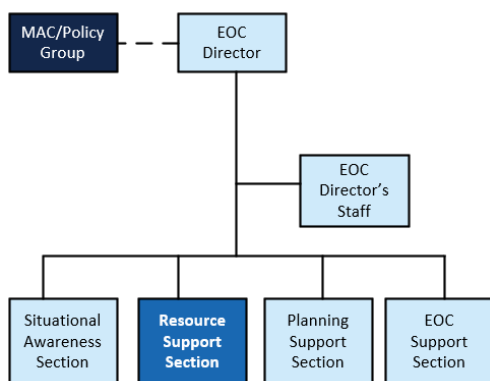 MAC/Policy
Group
EOC
Director
EOC
Director's
Staff
Situational
Awareness
Section
Resource
Support
Section
Planning
Support
Section
EOC
Support
Section